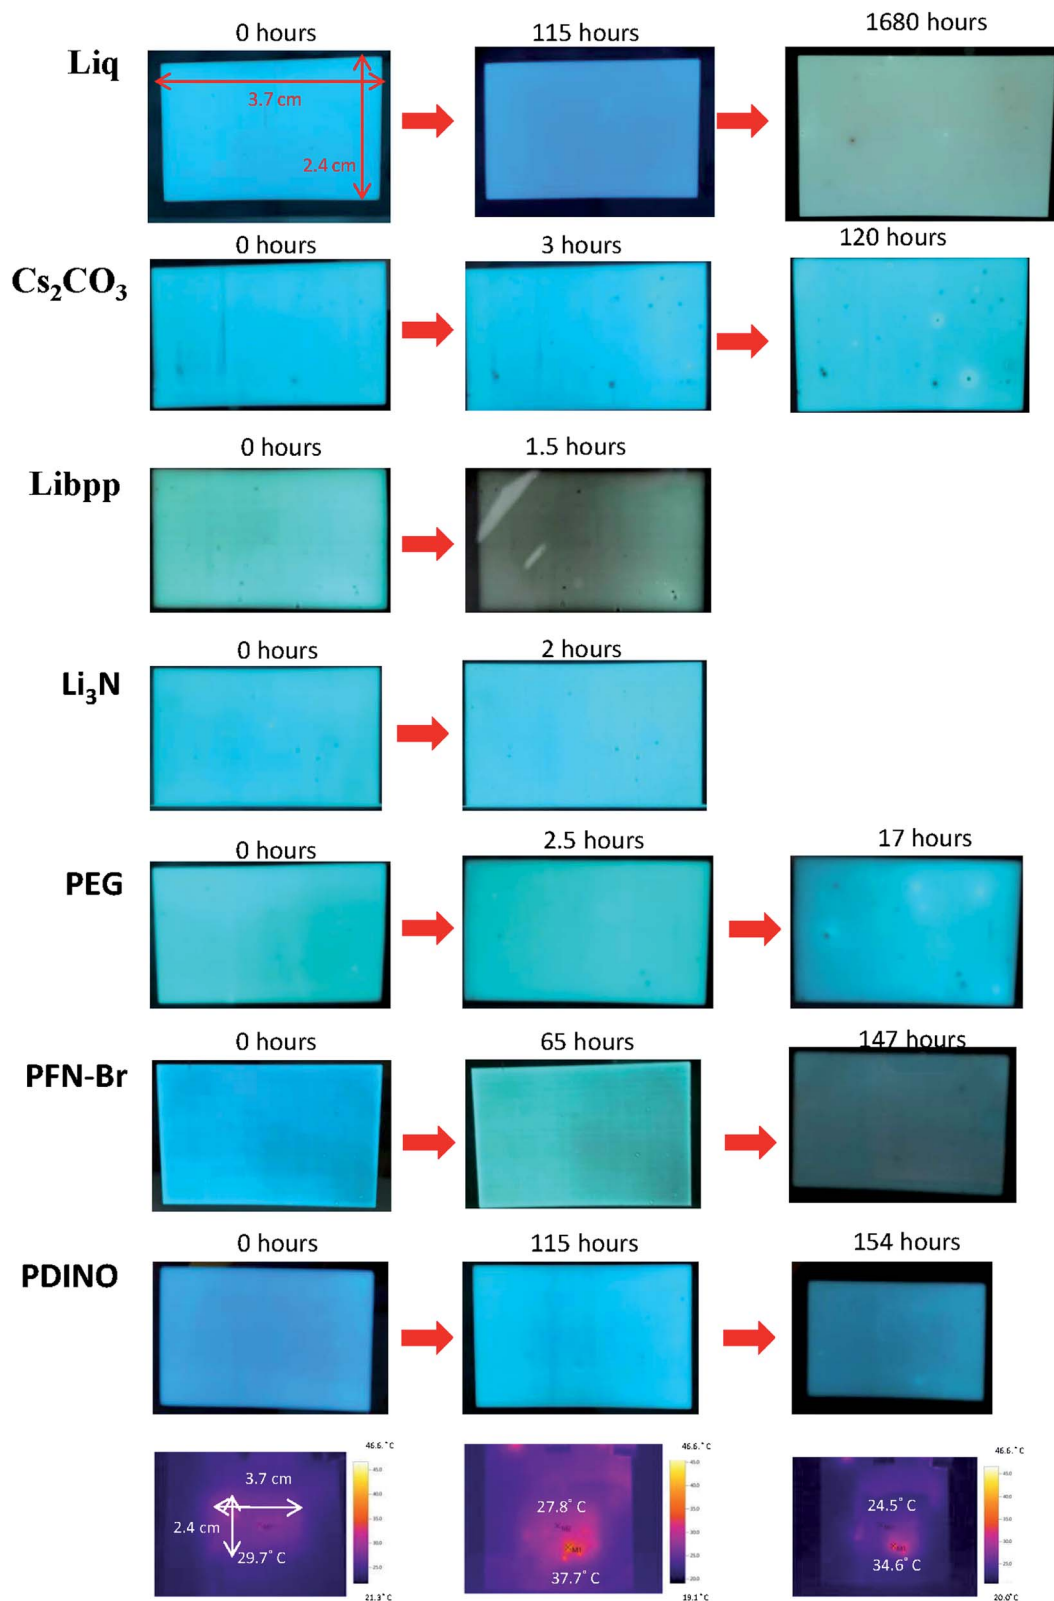 0 hours 115 hours 1680 hours
Liq
3.7 cm
2.4 cm
0 hours 3 hours 120 hours
Cs₂CO₃
0 hours 1.5 hours
Libpp
0 hours 2 hours
Li₃N
0 hours 2.5 hours 17 hours
PEG
0 hours 65 hours 147 hours
PFN-Br
0 hours 115 hours 154 hours
PDINO
46.6.°C 46.6.°C 46.6.°C
3.7 cm
2.4 cm
29.7°C
27.8°C
M1
37.7°C
24.5°C
34.6°C
21.3°C 19.1°C 20.0°C